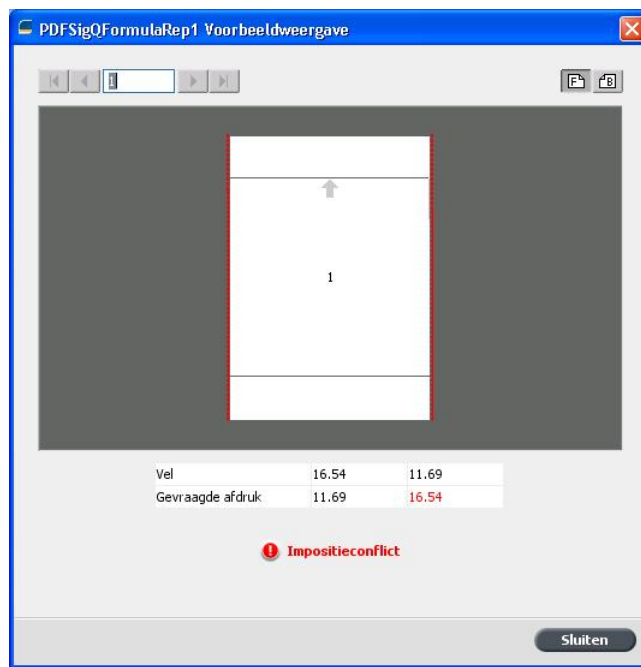 PDFSigQFormulaRep1 Voorbeeldweergave
1
F B
1
Vel 16.54 11.69
Gevraagde afdruk 11.69 16.54
! Impositieconflict
Sluiten